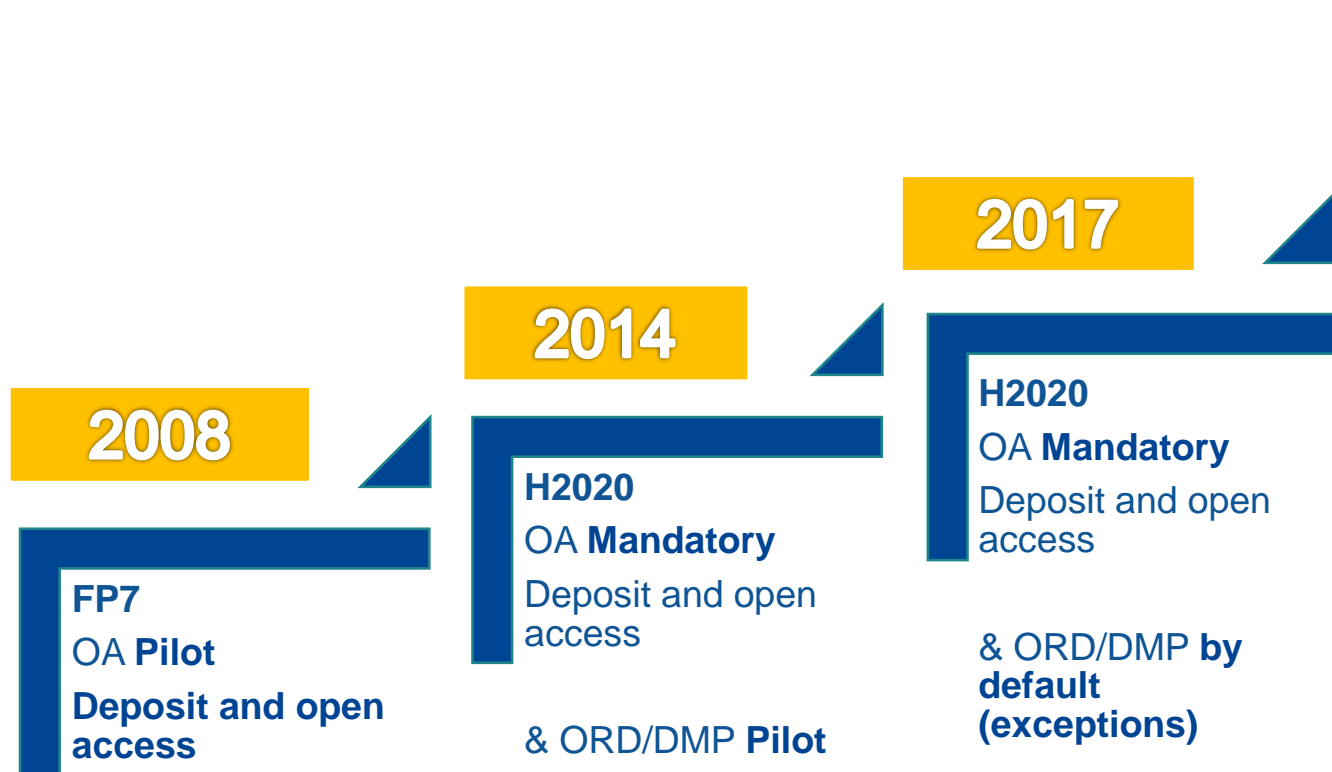 2008
FP7
OA Pilot
Deposit and open
access
2014
H2020
OA Mandatory
Deposit and open
access
& ORD/DMP Pilot
2017
H2020
OA Mandatory
Deposit and open
access
& ORD/DMP by
default
(exceptions)